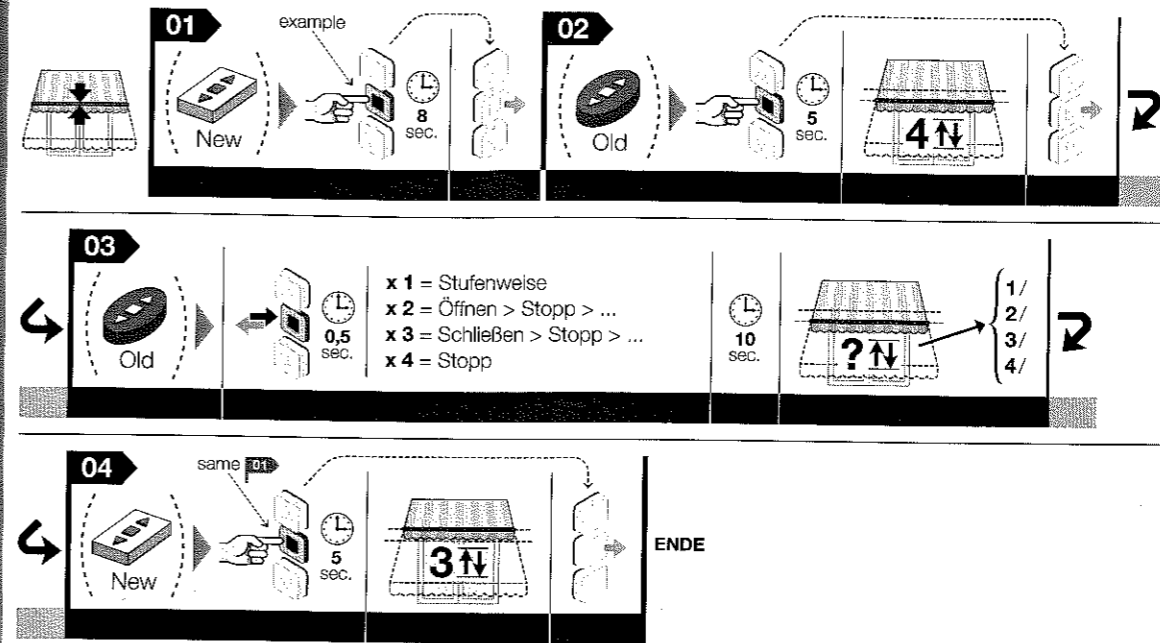 01
example
New
8
sec.
02
Old
5
sec.
4
03
Old
0,5
sec.
x 1 = Stufenweise
x 2 = Öffnen > Stopp > ...
x 3 = Schließen > Stopp > ...
x 4 = Stopp
10
sec.
?
1/
2/
3/
4/
04
same 01
New
5
sec.
3
ENDE